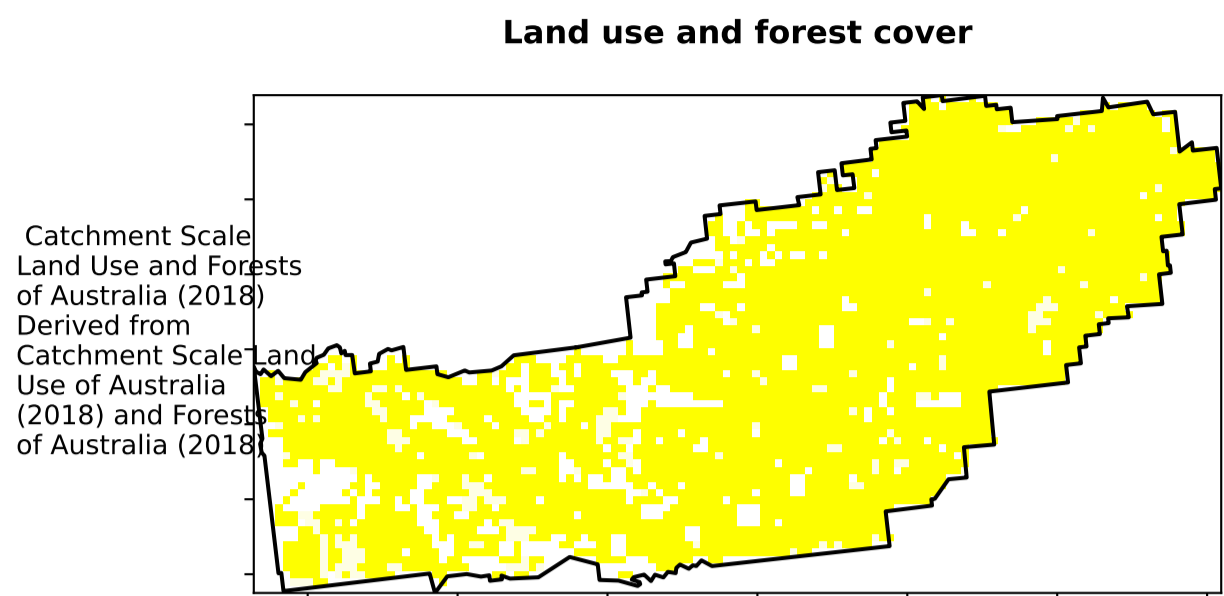 Land use and forest cover
Catchment Scale
Land Use and Forests
of Australia (2018)
Derived from
Catchment Scale Land
Use of Australia
(2018) and Forests
of Australia (2018)